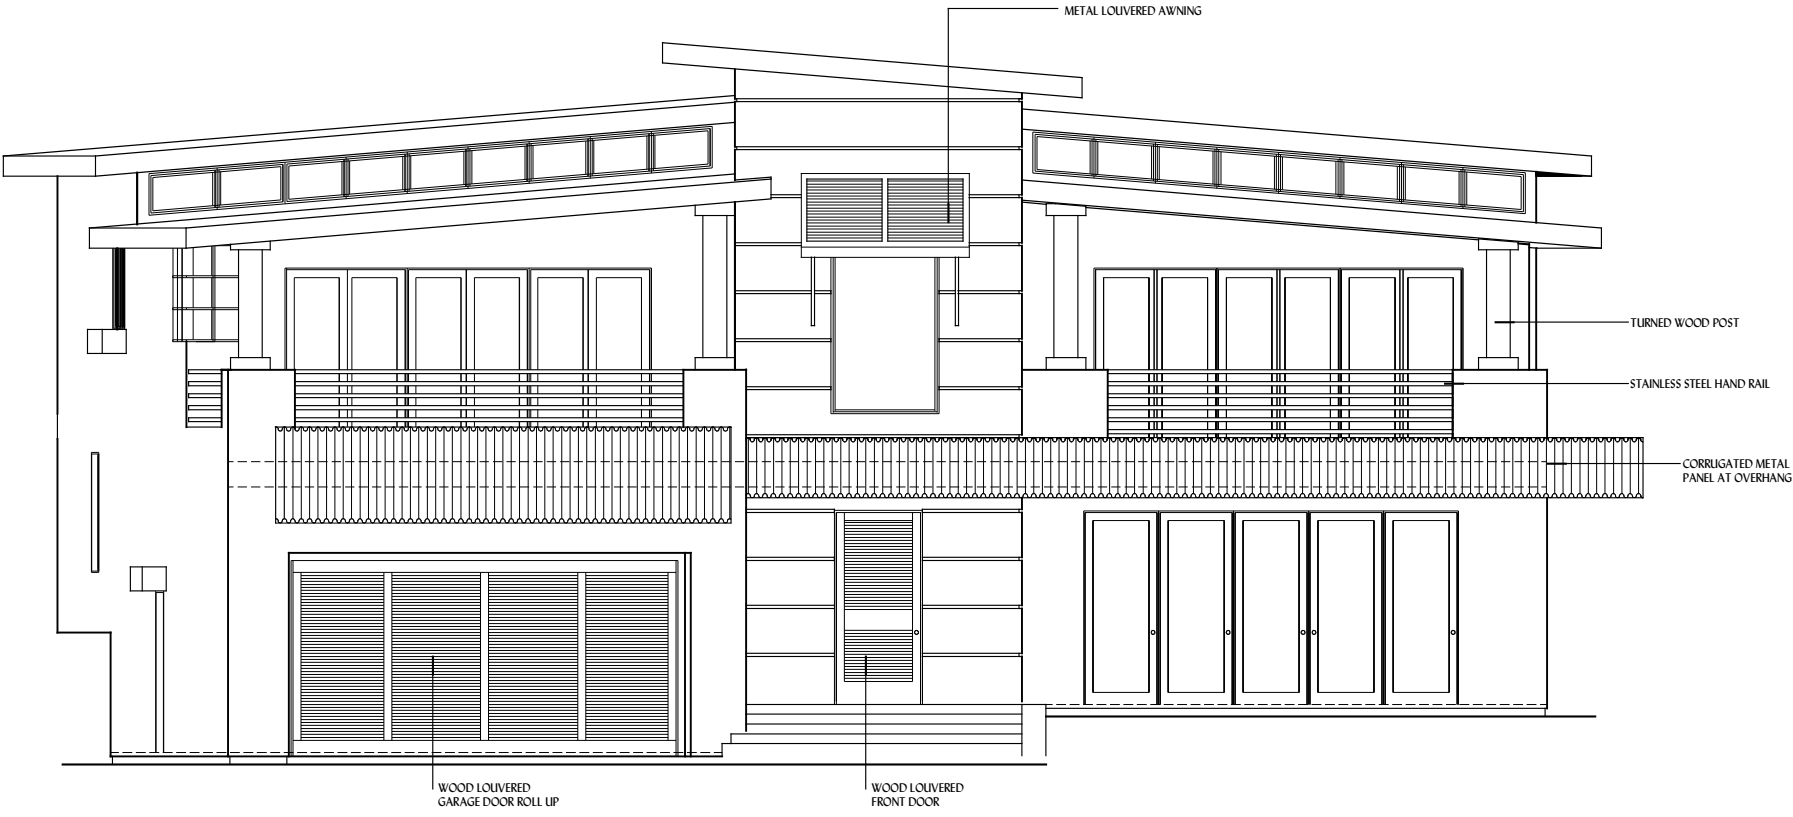 METAL LOUVERED AWNING
TURNED WOOD POST
STAINLESS STEEL HAND RAIL
CORRUGATED METAL
PANEL AT OVERHANG
WOOD LOUVERED
GARAGE DOOR ROLL UP
WOOD LOUVERED
FRONT DOOR